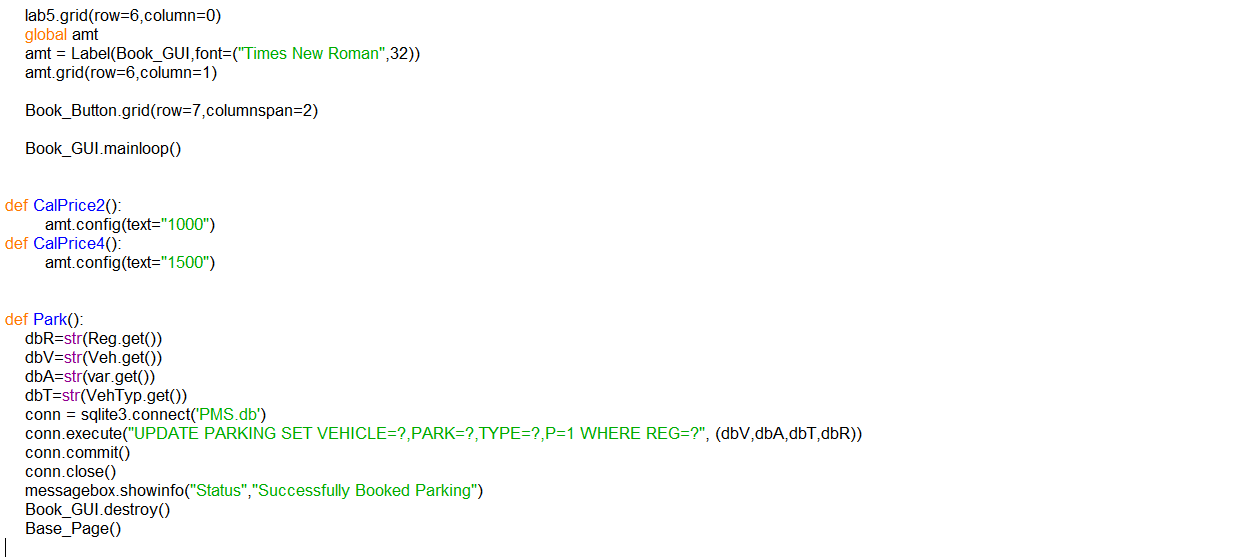 lab5.grid(row=6,column=0)
global amt
amt = Label(Book_GUI,font=("Times New Roman",32))
amt.grid(row=6,column=1)
Book_Button.grid(row=7,columnspan=2)
Book_GUI.mainloop()
def CalPrice2():
amt.config(text="1000")
def CalPrice4():
amt.config(text="1500")
def Park():
dbR=str(Reg.get())
dbV=str(Veh.get())
dbA=str(var.get())
dbT=str(VehTyp.get())
conn = sqlite3.connect('PMS.db')
conn.execute("UPDATE PARKING SET VEHICLE=?,PARK=?,TYPE=?,P=1 WHERE REG=?", (dbV,dbA,dbT,dbR))
conn.commit()
conn.close()
messagebox.showinfo("Status","Successfully Booked Parking")
Book_GUI.destroy()
Base_Page()